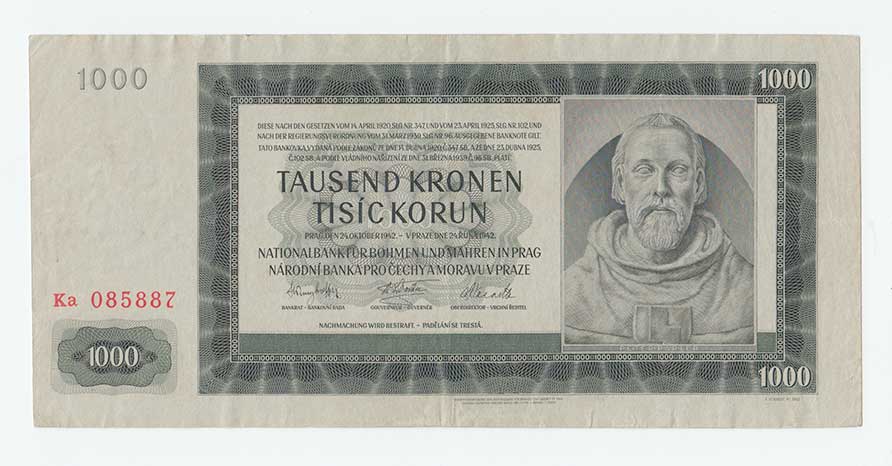 1000
1000
DIESE NACH DEN GESETZEN VOM 14. APRIL 1920, SLG. NR. 347, UND VOM 23. APRIL 1925, SLG. NR. 102, UND
NACH DER REGIERUNGSVERORDNUNG VOM 31. MÄRZ 1939, SLG. NR. 96, AUSGEGEBENE BANKNOTE GILT
TATO BANKOVKA, VYDANÁ PODLE ZÁKONŮ ZE DNE 14. DUBNA 1920, Č. 347 SB., A ZE DNE 23. DUBNA 1925,
Č. 102 SB., A PODLE VLÁDNÍHO NAŘÍZENÍ ZE DNE 31. BŘEZNA 1939, Č. 96 SB., PLATÍ
TAUSEND KRONEN
TISÍC KORUN
PRAG, DEN 24. OKTOBER 1942. – V PRAZE DNE 24. ŘÍJNA 1942.
NATIONALBANK FÜR BÖHMEN UND MÄHREN IN PRAG
NÁRODNÍ BANKA PRO ČECHY A MORAVU V PRAZE
BANKRAT – BANKOVNÍ RADA
GOUVERNEUR – GUVERNÉR
OBERDIREKTOR – VRCHNÍ ŘEDITEL
NACHMACHUNG WIRD BESTRAFT. – PADĚLÁNÍ SE TRESTÁ.
Ka 085887
1000
1000